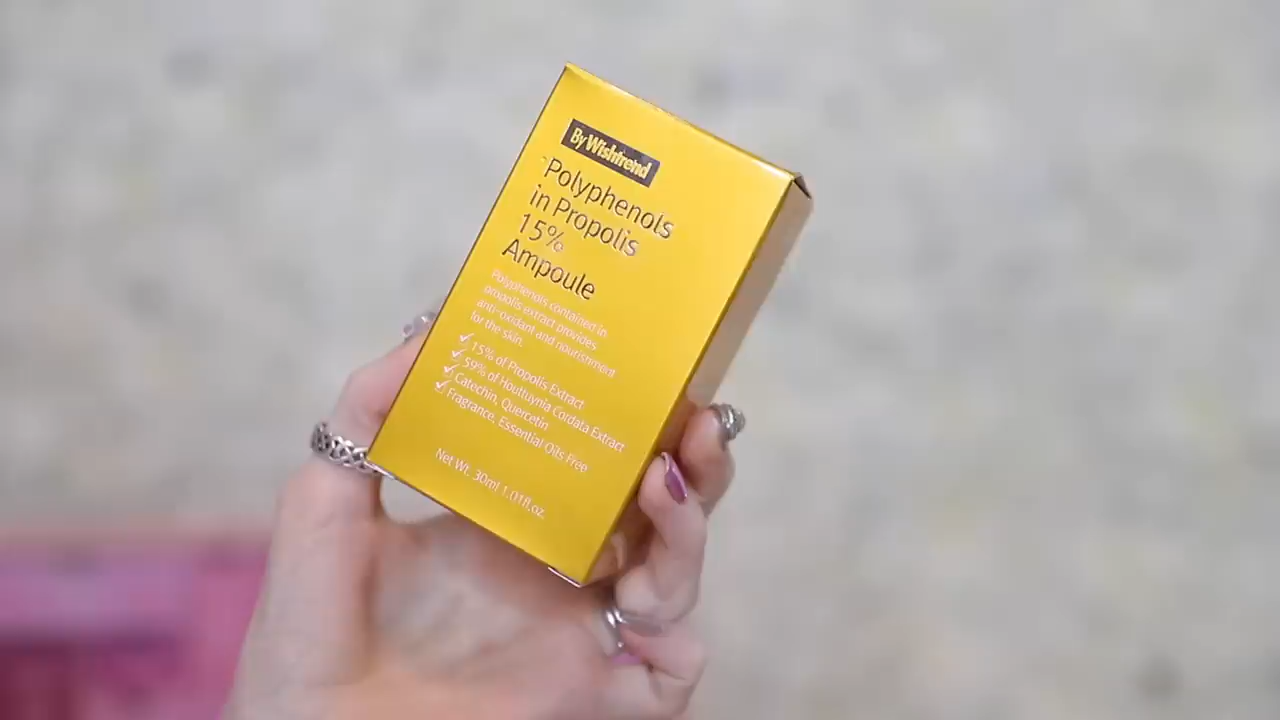 By Wishtrend
Polyphenols
in Propolis
15%
Ampoule
Polyphenols contained in
propolis extract provides
anti-oxidant and nourishment
for the skin.
✓ 15% of Propolis Extract
✓ 59% of Houttuynia Cordata Extract
✓ Catechin, Quercetin
✓ Fragrance, Essential Oils Free
Net Wt. 30ml 1.01fl.oz.